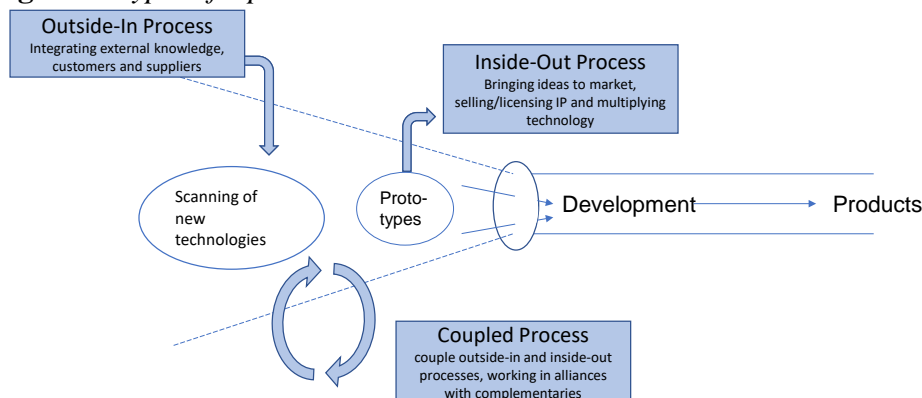 Outside-In Process
Integrating external knowledge,
customers and suppliers
Inside-Out Process
Bringing ideas to market,
selling/licensing IP and multiplying
technology
Scanning of
new
technologies
Proto-
types
Development
Products
Coupled Process
couple outside-in and inside-out
processes, working in alliances
with complementaries